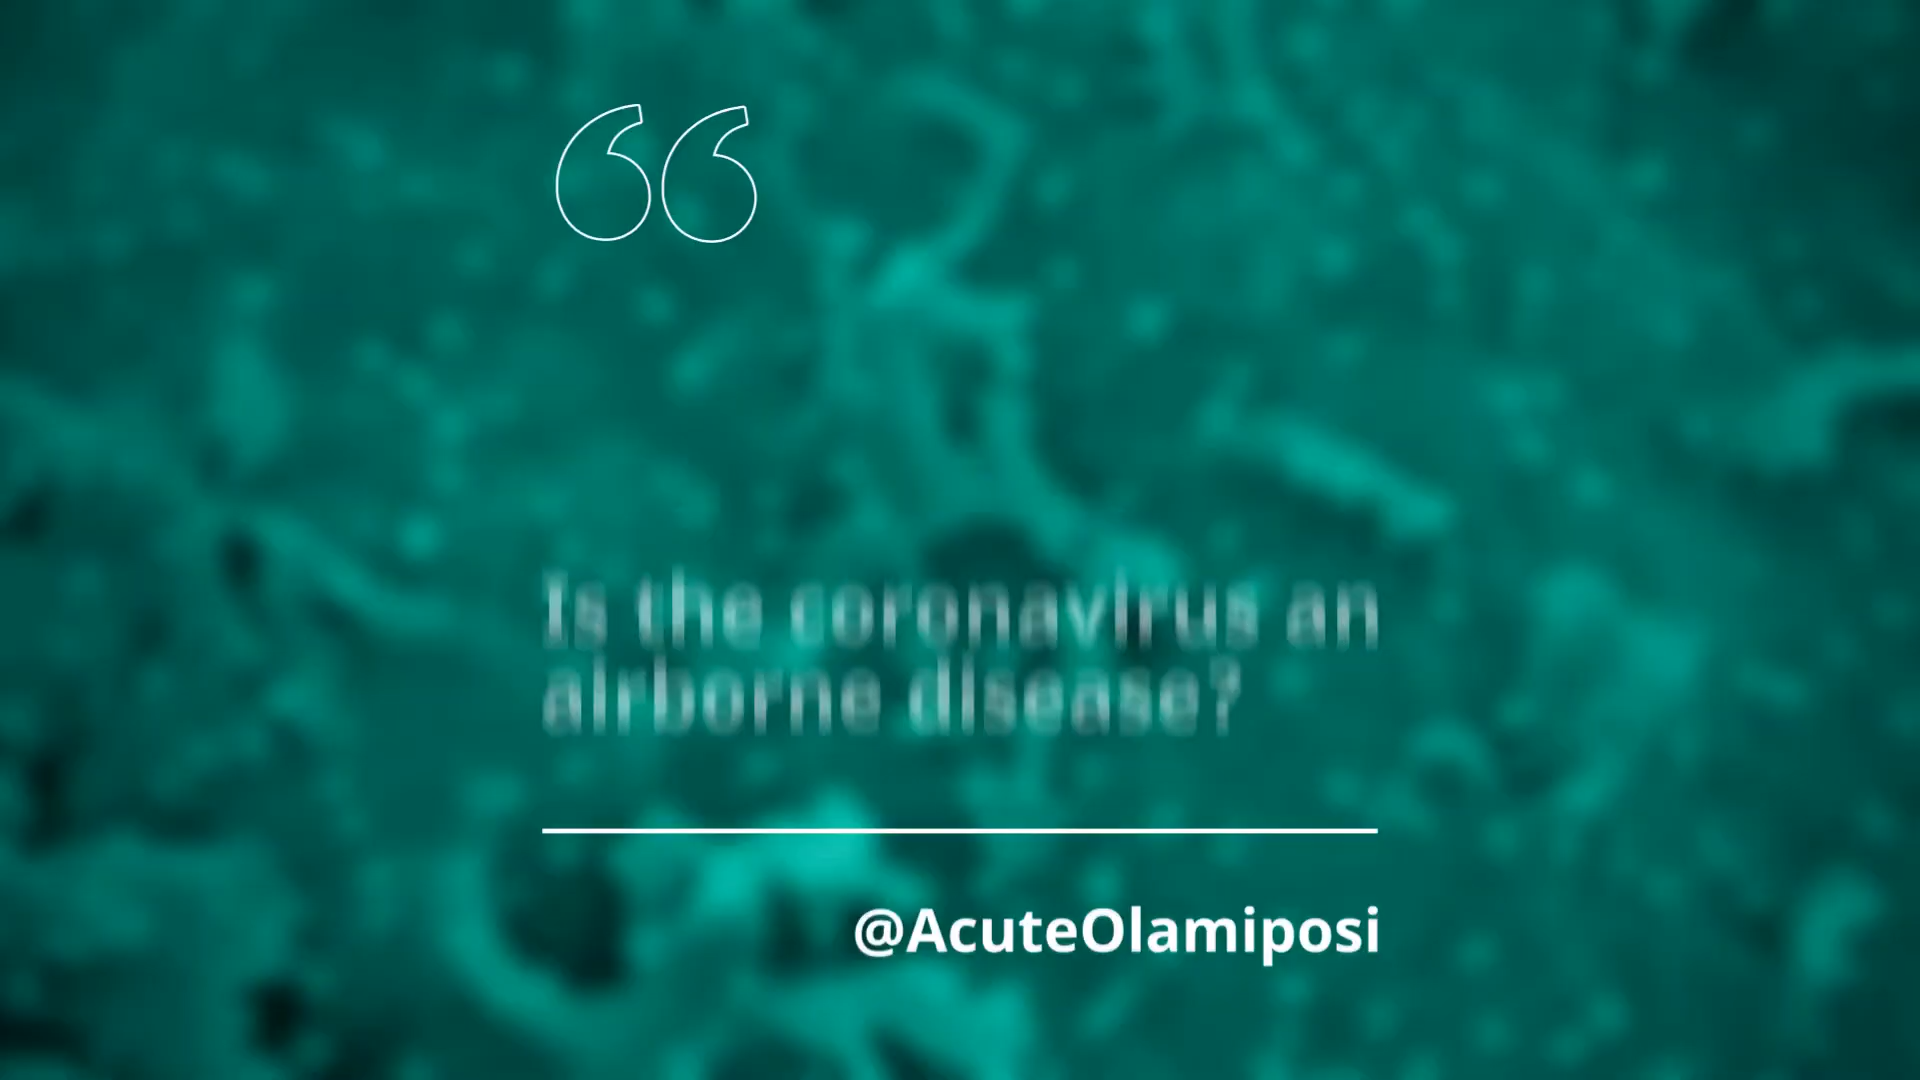 “
Is the coronavirus an
airborne disease?
@AcuteOlamiposi